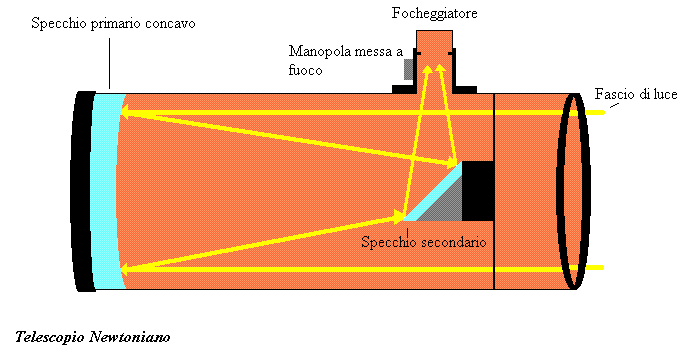 Focheggiatore
Specchio primario concavo
Manopola messa a
fuoco
Fascio di luce
Specchio secondario
Telescopio Newtoniano